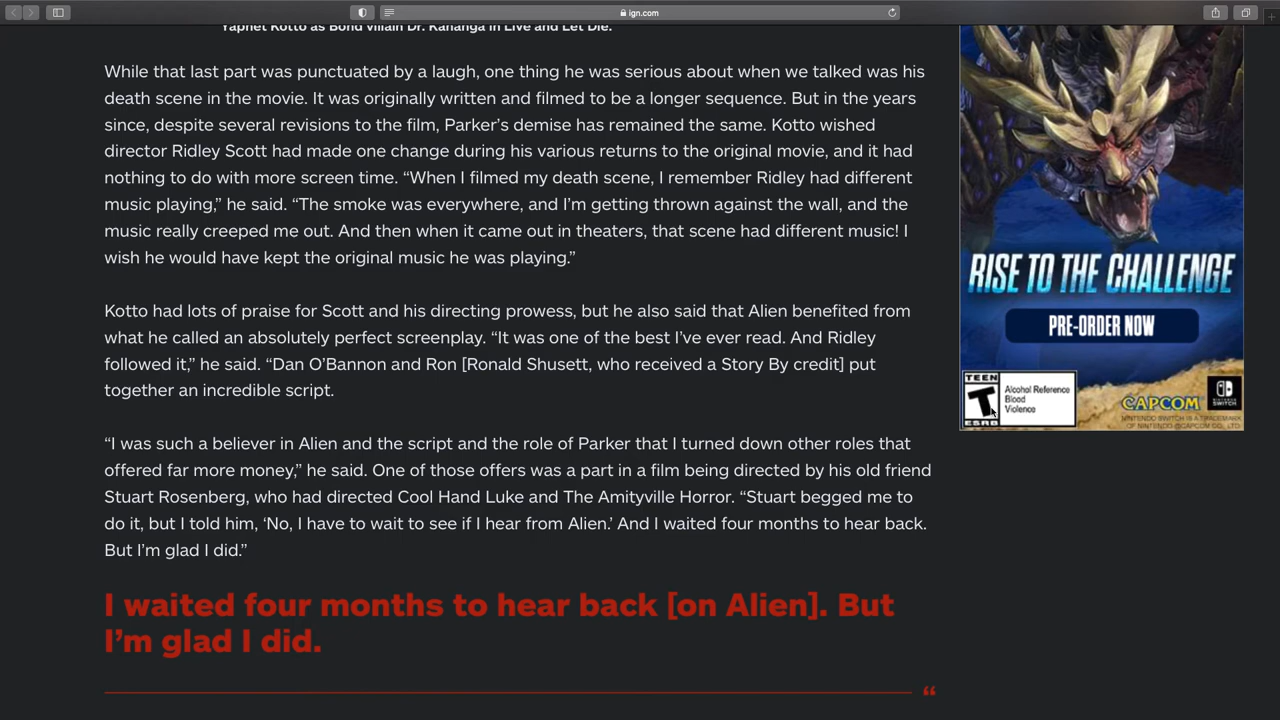 ign.com
Yaphet Kotto as Bond villain Dr. Kananga in Live and Let Die.
While that last part was punctuated by a laugh, one thing he was serious about when we talked was his
death scene in the movie. It was originally written and filmed to be a longer sequence. But in the years
since, despite several revisions to the film, Parker’s demise has remained the same. Kotto wished
director Ridley Scott had made one change during his various returns to the original movie, and it had
nothing to do with more screen time. “When I filmed my death scene, I remember Ridley had different
music playing,” he said. “The smoke was everywhere, and I’m getting thrown against the wall, and the
music really creeped me out. And then when it came out in theaters, that scene had different music! I
wish he would have kept the original music he was playing.”
Kotto had lots of praise for Scott and his directing prowess, but he also said that Alien benefited from
what he called an absolutely perfect screenplay. “It was one of the best I’ve ever read. And Ridley
followed it,” he said. “Dan O’Bannon and Ron [Ronald Shusett, who received a Story By credit] put
together an incredible script.
“I was such a believer in Alien and the script and the role of Parker that I turned down other roles that
offered far more money,” he said. One of those offers was a part in a film being directed by his old friend
Stuart Rosenberg, who had directed Cool Hand Luke and The Amityville Horror. “Stuart begged me to
do it, but I told him, ‘No, I have to wait to see if I hear from Alien.’ And I waited four months to hear back.
But I’m glad I did.”
I waited four months to hear back [on Alien]. But
I’m glad I did.
“
RISE TO THE CHALLENGE
PRE-ORDER NOW
TEEN
T
ESRB
Alcohol Reference
Blood
Violence
CAPCOM
NINTENDO SWITCH
NINTENDO SWITCH IS A TRADEMARK
OF NINTENDO ©CAPCOM CO., LTD.